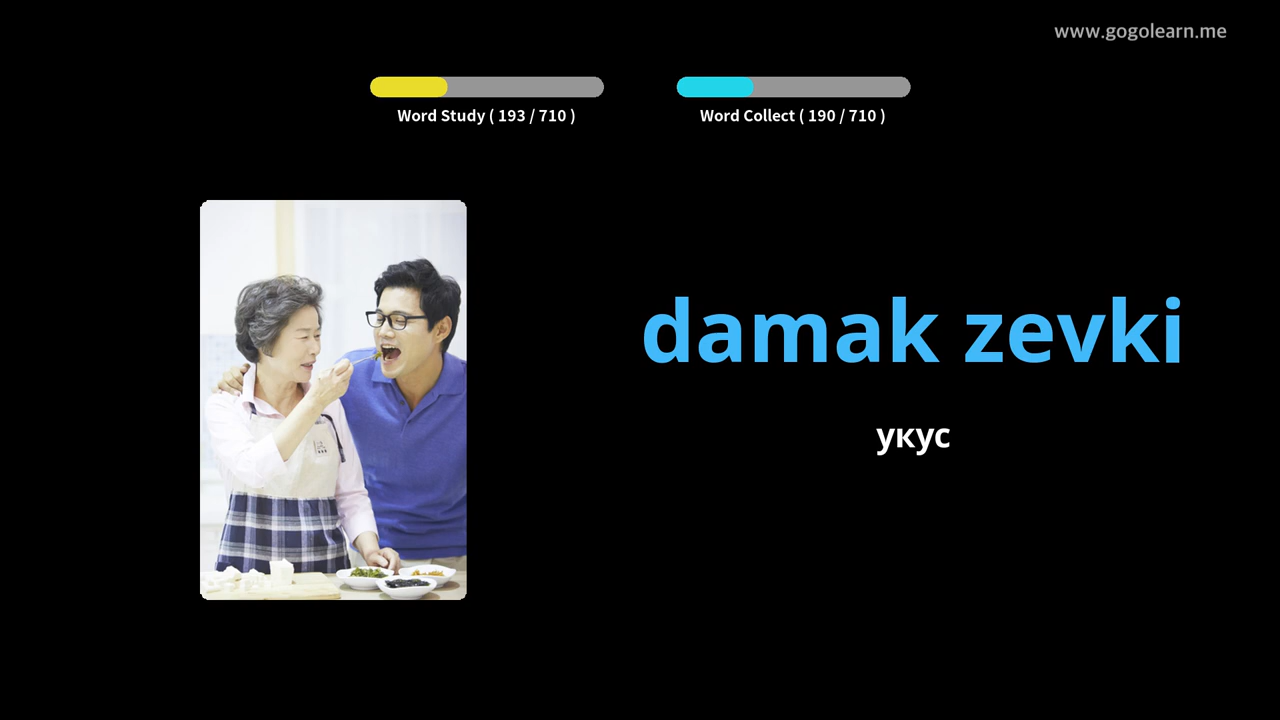 www.gogolearn.me
Word Study ( 193 / 710 )
Word Collect ( 190 / 710 )
damak zevki
укус